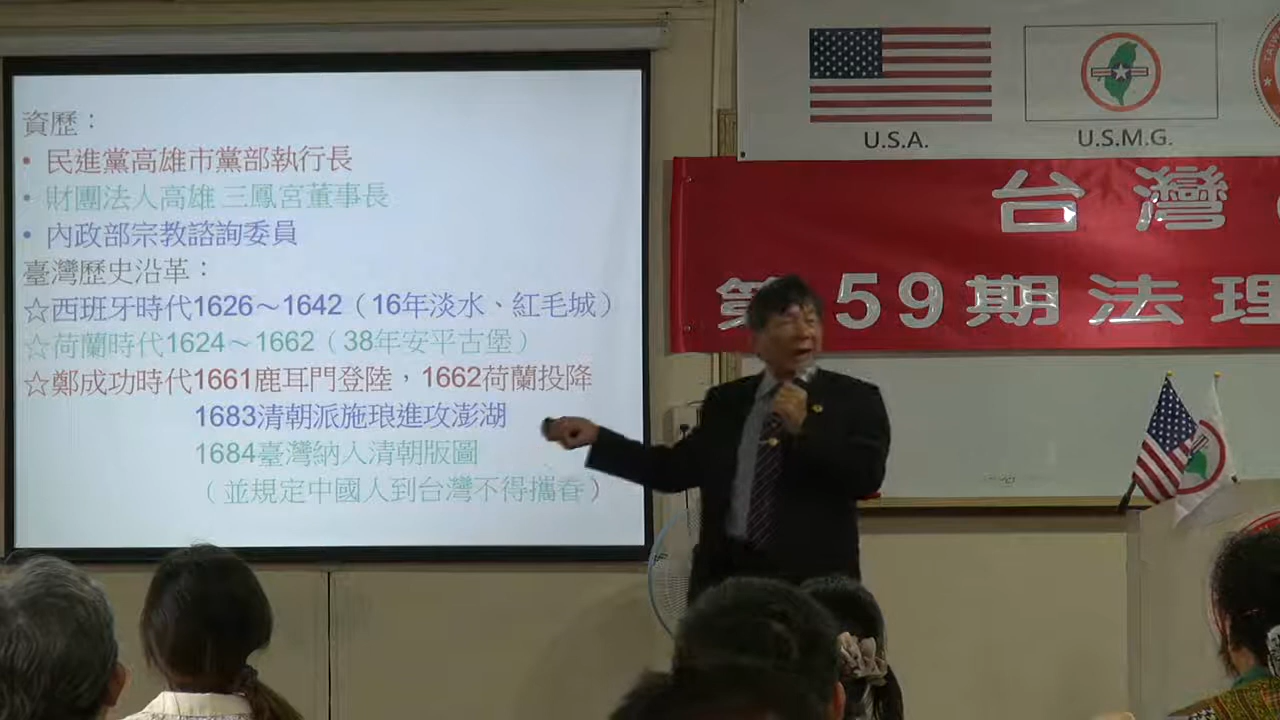 資歷：
• 民進黨高雄市黨部執行長
• 財團法人高雄 三鳳宮董事長
• 內政部宗教諮詢委員
臺灣歷史沿革：
☆西班牙時代1626～1642（16年淡水、紅毛城）
☆荷蘭時代1624～1662（38年安平古堡）
☆鄭成功時代1661鹿耳門登陸，1662荷蘭投降
1683清朝派施琅進攻澎湖
1684臺灣納入清朝版圖
（並規定中國人到台灣不得攜眷）
U.S.A.
U.S.M.G.
台灣
第59期法理